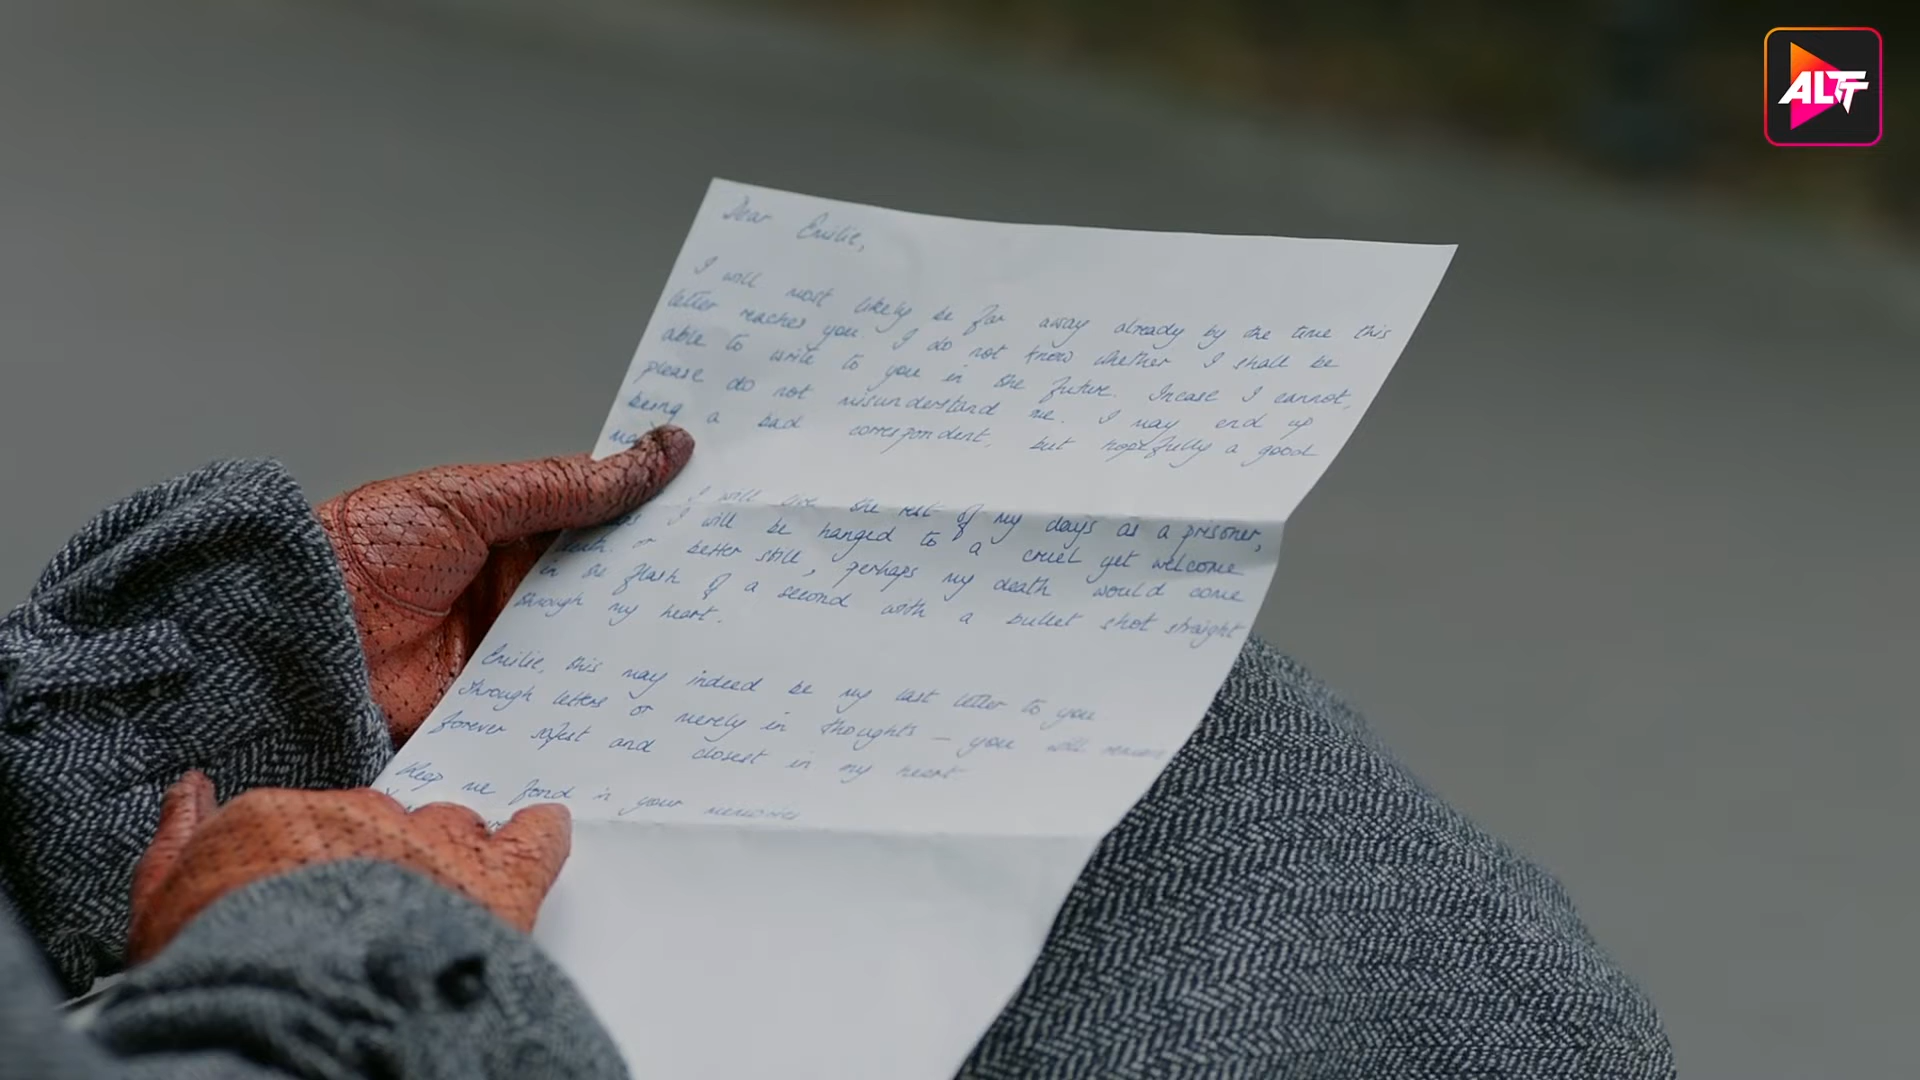 ALTT
Dear Emilie,
I will most likely be far away already by the time this
letter reaches you. I do not know whether I shall be
able to write to you in the future. Incase I cannot,
please do not misunderstand me. I may end up
being a bad correspondent, but hopefully a good
I will live the rest of my days as a prisoner,
I will be hanged to a cruel yet welcome
death. or better still, perhaps my death would come
in the flash of a second with a bullet shot straight
through my heart.
Emilie, this may indeed be my last letter to you
through letters or merely in thoughts — you will remain
forever safest and closest in my heart
Keep me fond in your memories